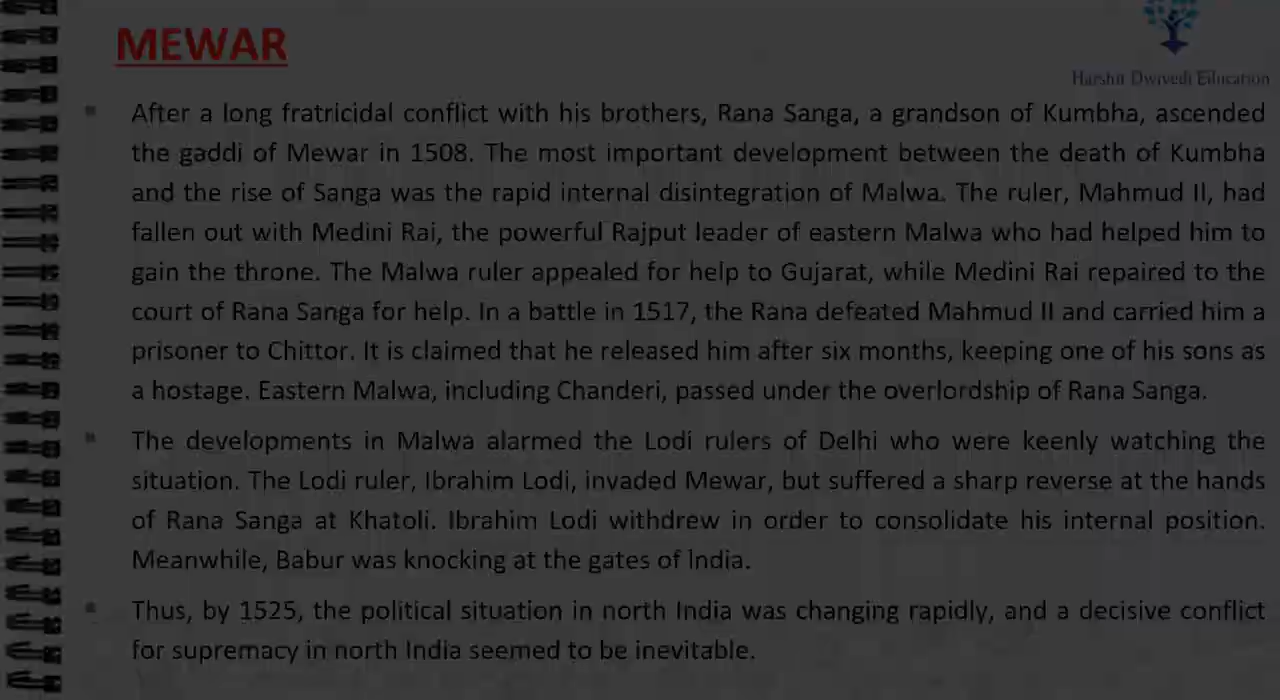 MEWAR
Harshit Dwivedi Education
After a long fratricidal conflict with his brothers, Rana Sanga, a grandson of Kumbha, ascended
the gaddi of Mewar in 1508. The most important development between the death of Kumbha
and the rise of Sanga was the rapid internal disintegration of Malwa. The ruler, Mahmud II, had
fallen out with Medini Rai, the powerful Rajput leader of eastern Malwa who had helped him to
gain the throne. The Malwa ruler appealed for help to Gujarat, while Medini Rai repaired to the
court of Rana Sanga for help. In a battle in 1517, the Rana defeated Mahmud II and carried him a
prisoner to Chittor. It is claimed that he released him after six months, keeping one of his sons as
a hostage. Eastern Malwa, including Chanderi, passed under the overlordship of Rana Sanga.
The developments in Malwa alarmed the Lodi rulers of Delhi who were keenly watching the
situation. The Lodi ruler, Ibrahim Lodi, invaded Mewar, but suffered a sharp reverse at the hands
of Rana Sanga at Khatoli. Ibrahim Lodi withdrew in order to consolidate his internal position.
Meanwhile, Babur was knocking at the gates of India.
Thus, by 1525, the political situation in north India was changing rapidly, and a decisive conflict
for supremacy in north India seemed to be inevitable.